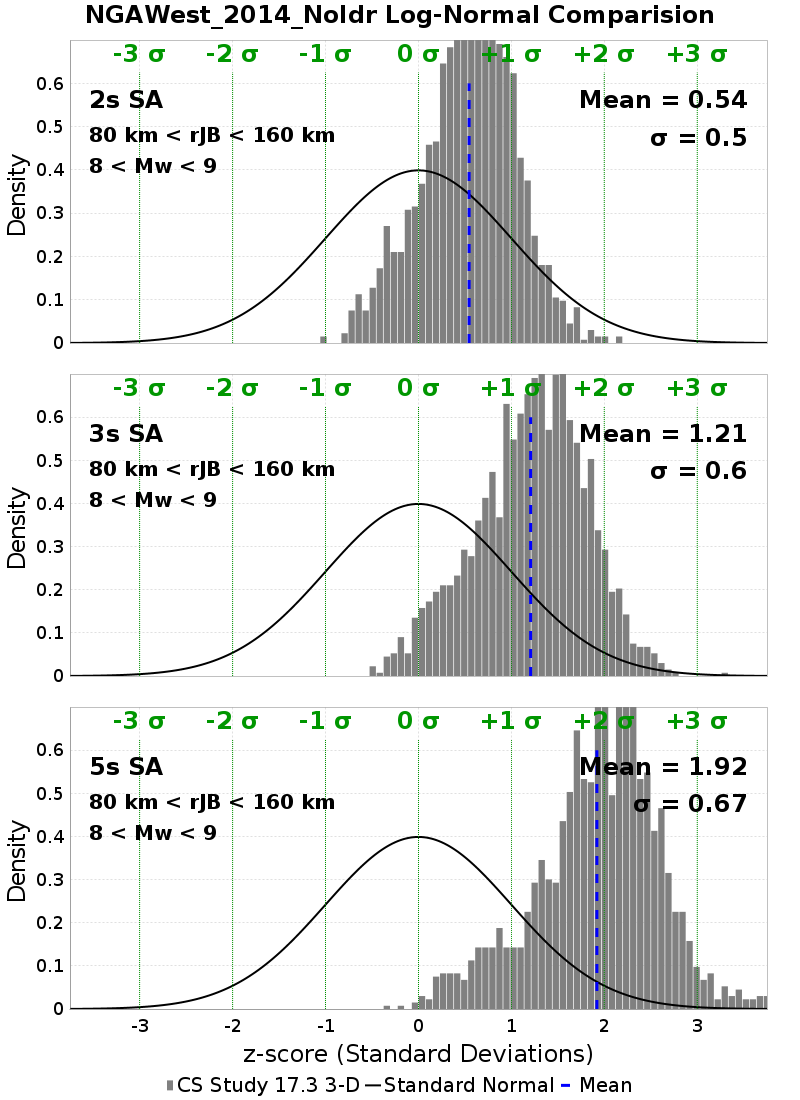 NGAWest_2014_NoIdr Log-Normal Comparision
-3 σ -2 σ -1 σ 0 σ +1 σ +2 σ +3 σ
0.6
2s SA Mean = 0.54
0.5
80 km < rJB < 160 km σ = 0.5
8 < Mw < 9
0.4
0.3
0.2
0.1
0
Density
-3 σ -2 σ -1 σ 0 σ +1 σ +2 σ +3 σ
0.6
3s SA Mean = 1.21
0.5
80 km < rJB < 160 km σ = 0.6
8 < Mw < 9
0.4
0.3
0.2
0.1
0
Density
-3 σ -2 σ -1 σ 0 σ +1 σ +2 σ +3 σ
0.6
5s SA Mean = 1.92
0.5
80 km < rJB < 160 km σ = 0.67
8 < Mw < 9
0.4
0.3
0.2
0.1
0
Density
-3 -2 -1 0 1 2 3
z-score (Standard Deviations)
CS Study 17.3 3-D Standard Normal Mean